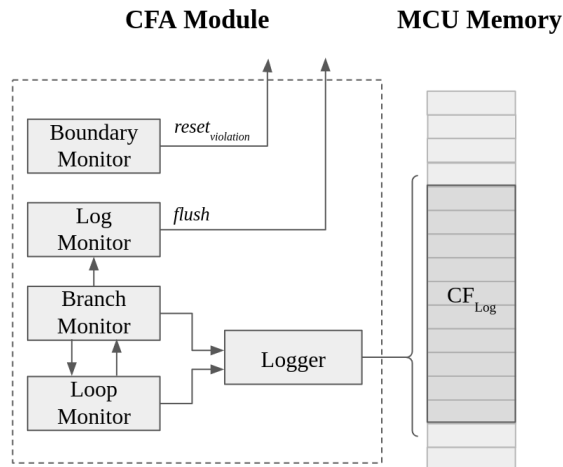 CFA Module
MCU Memory
Boundary
Monitor
reset_violation
Log
Monitor
flush
Branch
Monitor
Loop
Monitor
Logger
CF_Log